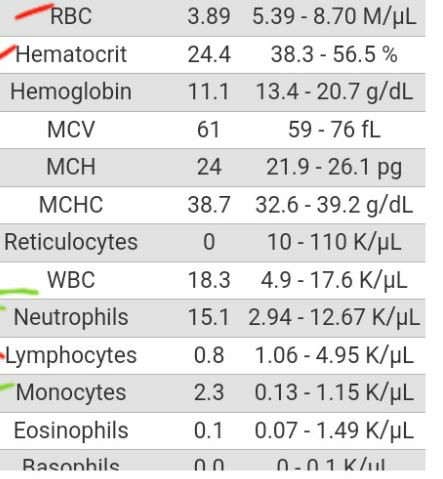 RBC 3.89 5.39 - 8.70 M/µL
Hematocrit 24.4 38.3 - 56.5 %
Hemoglobin 11.1 13.4 - 20.7 g/dL
MCV 61 59 - 76 fL
MCH 24 21.9 - 26.1 pg
MCHC 38.7 32.6 - 39.2 g/dL
Reticulocytes 0 10 - 110 K/µL
WBC 18.3 4.9 - 17.6 K/µL
Neutrophils 15.1 2.94 - 12.67 K/µL
Lymphocytes 0.8 1.06 - 4.95 K/µL
Monocytes 2.3 0.13 - 1.15 K/µL
Eosinophils 0.1 0.07 - 1.49 K/µL
Basophils 0.0 0 - 0.1 K/µL